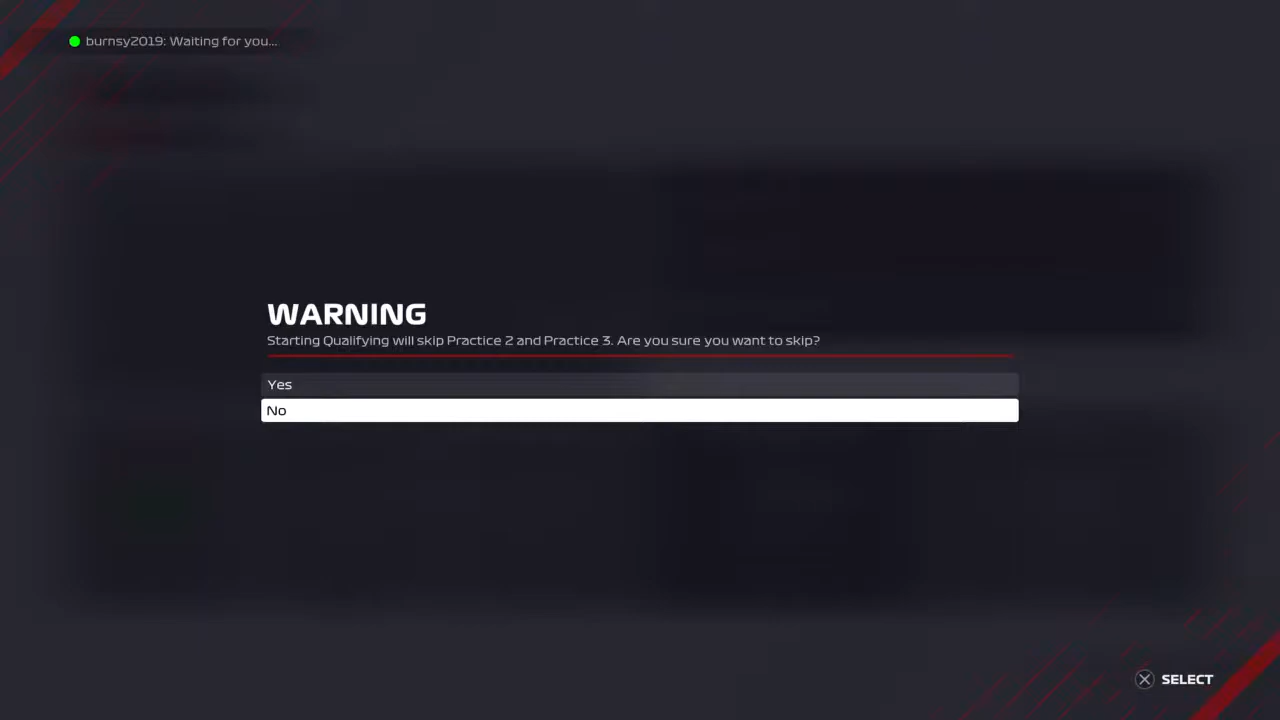 burnsy2019: Waiting for you...
WARNING
Starting Qualifying will skip Practice 2 and Practice 3. Are you sure you want to skip?
Yes
No
SELECT